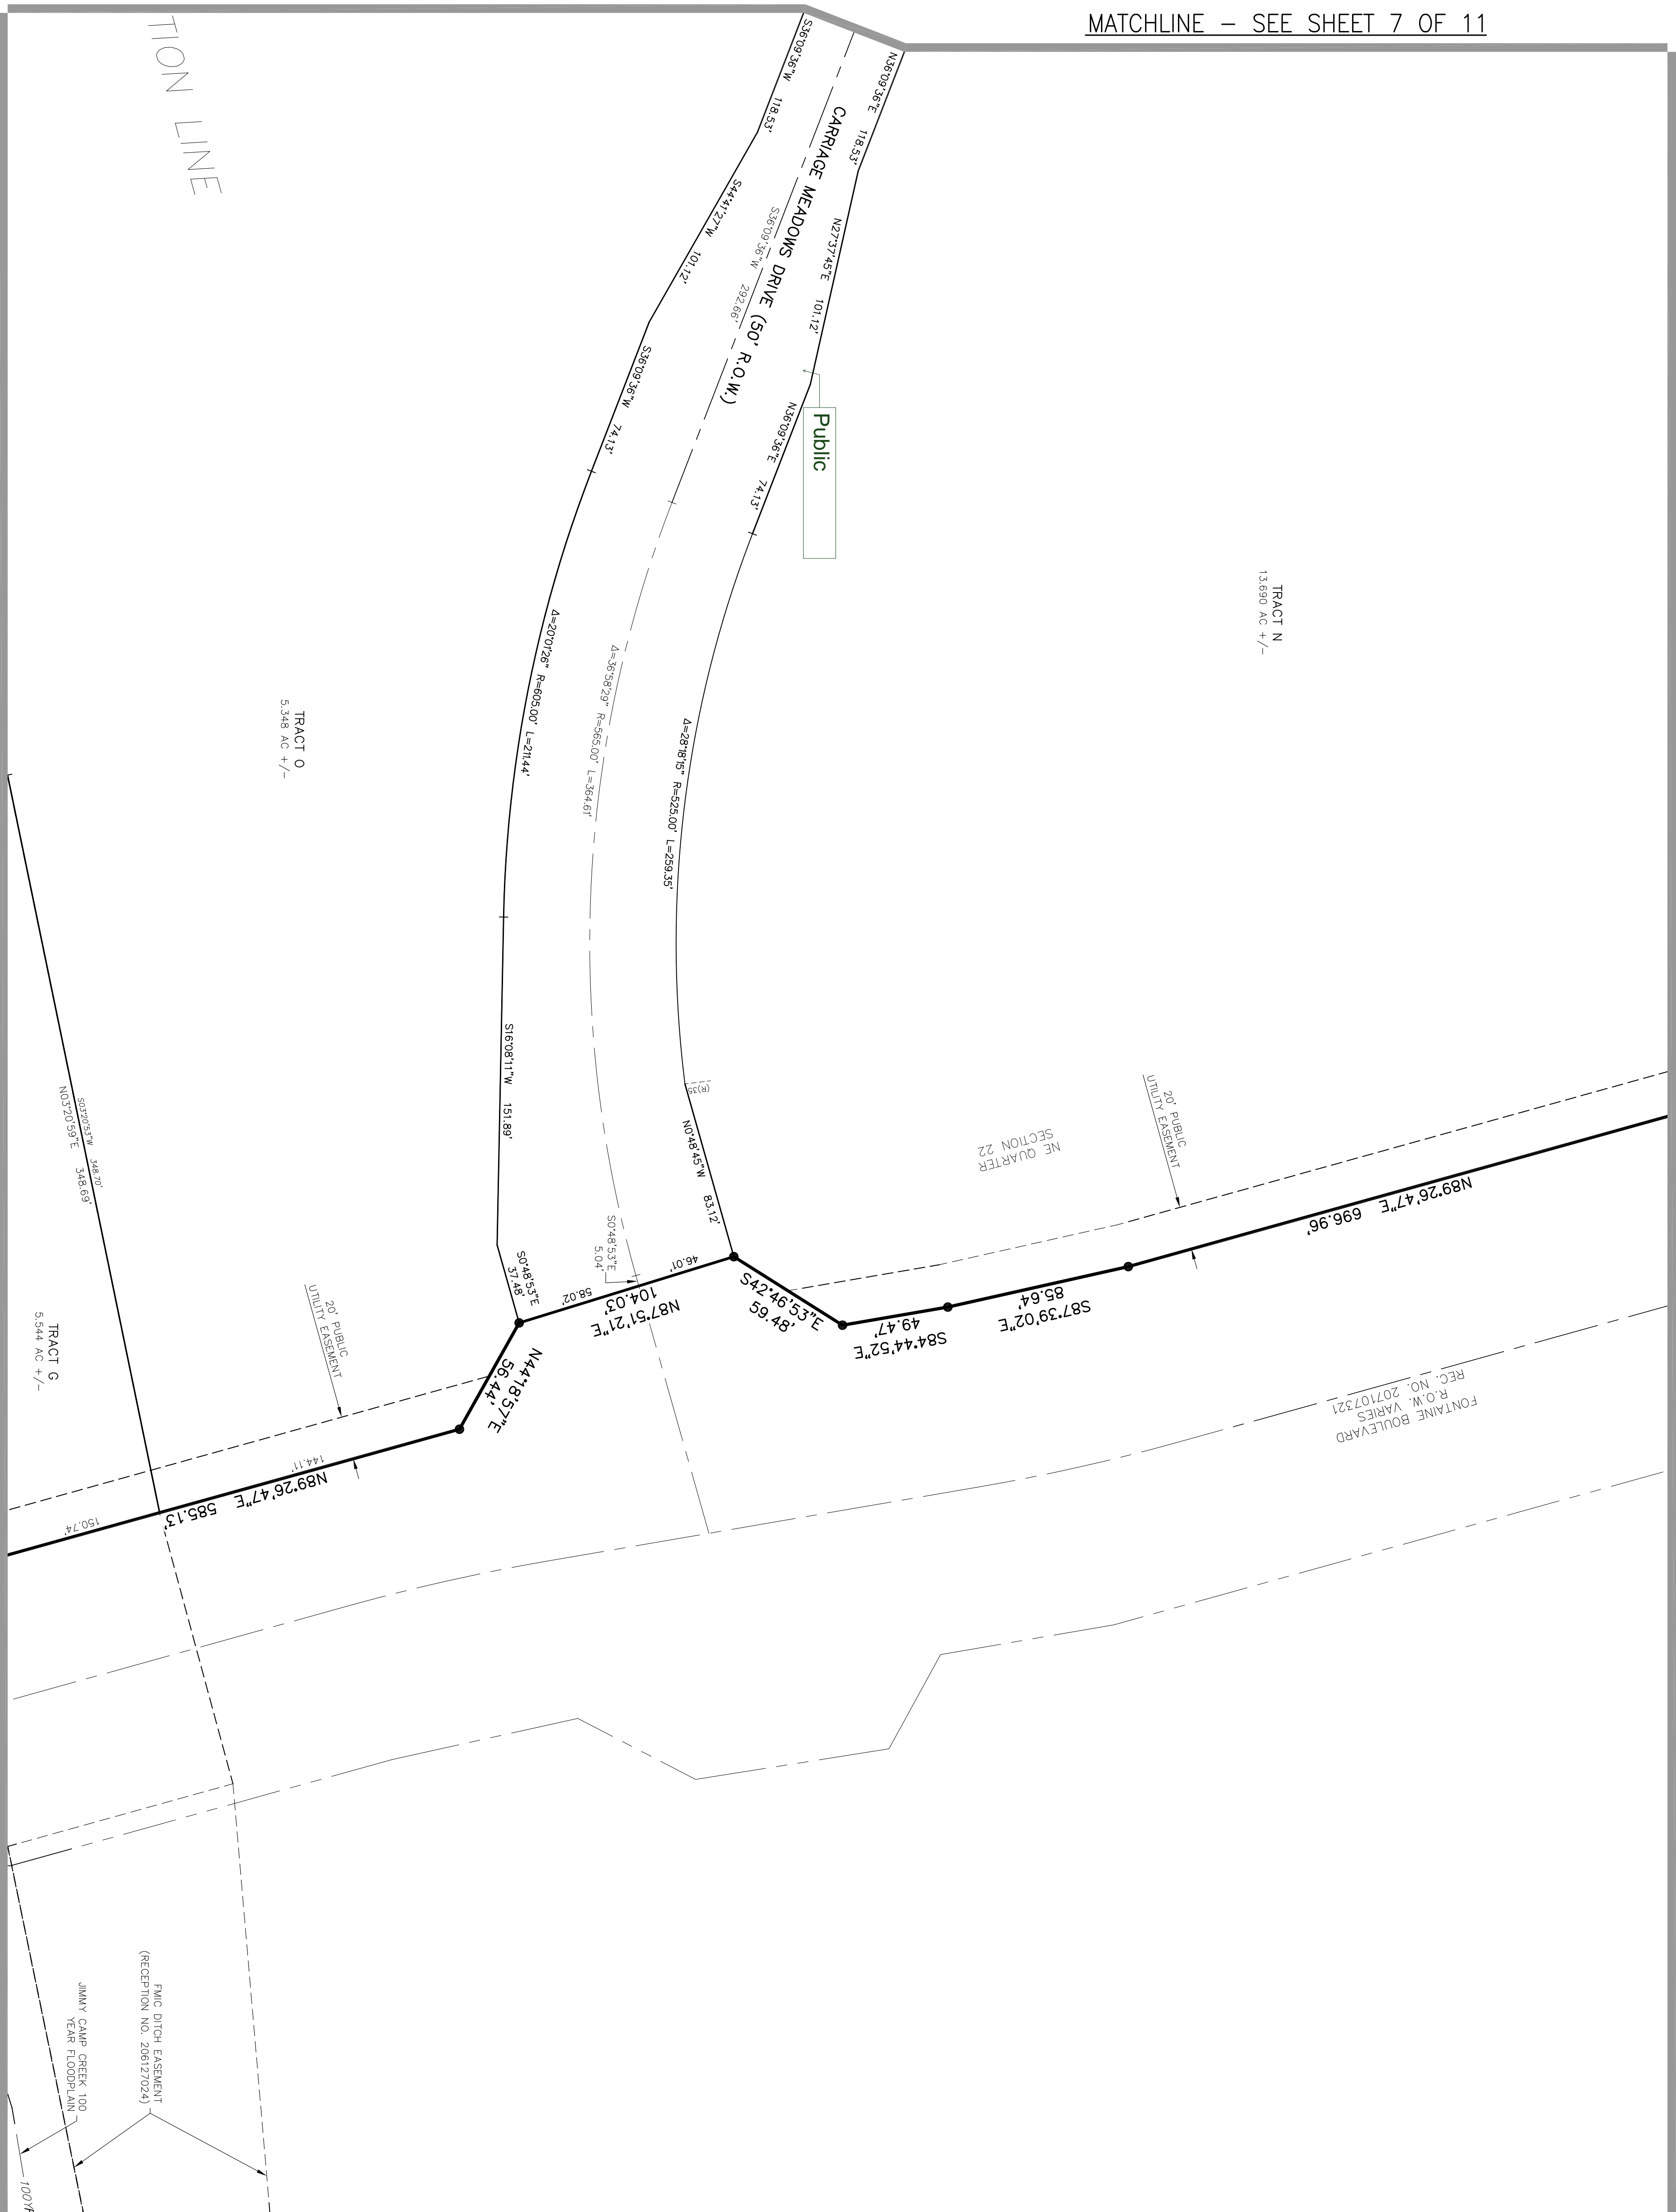 MATCHLINE – SEE SHEET 7 OF 11
TION LINE
S36°09'36"W 118.53'
N36°09'36"E 118.53'
CARRIAGE MEADOWS DRIVE (50' R.O.W.)
S36°09'36"W 292.66'
S44°41'27"W 101.12'
N27°37'45"E 101.12'
S36°09'36"W 74.13'
N36°09'36"E 74.13'
Public
TRACT N
13.690 AC +/-
TRACT O
5.348 AC +/-
Δ=20°01'26" R=605.00' L=211.44'
Δ=36°58'29" R=565.00' L=364.61'
Δ=28°18'15" R=525.00' L=259.35'
S16°08'11"W 151.89'
(R)35
N0°48'45"W 83.12'
NE QUARTER
SECTION 22
20' PUBLIC
UTILITY EASEMENT
N89°26'47"E 696.96'
S03°20'53"W 348.70'
N03°20'59"E 348.69'
S0°48'53"E
5.04'
S0°48'53"E
37.48'
46.01'
58.02'
N87°51'21"E
104.03'
S42°46'53"E
59.48'
S84°44'52"E
49.47'
S87°39'02"E
85.64'
N44°18'57"E
56.44'
20' PUBLIC
UTILITY EASEMENT
TRACT G
5.544 AC +/-
144.11'
N89°26'47"E 585.13'
150.74'
FONTAINE BOULEVARD
R.O.W. VARIES
REC. NO. 207107321
FMIC DITCH EASEMENT
(RECEPTION NO. 206127024)
JIMMY CAMP CREEK 100
YEAR FLOODPLAIN